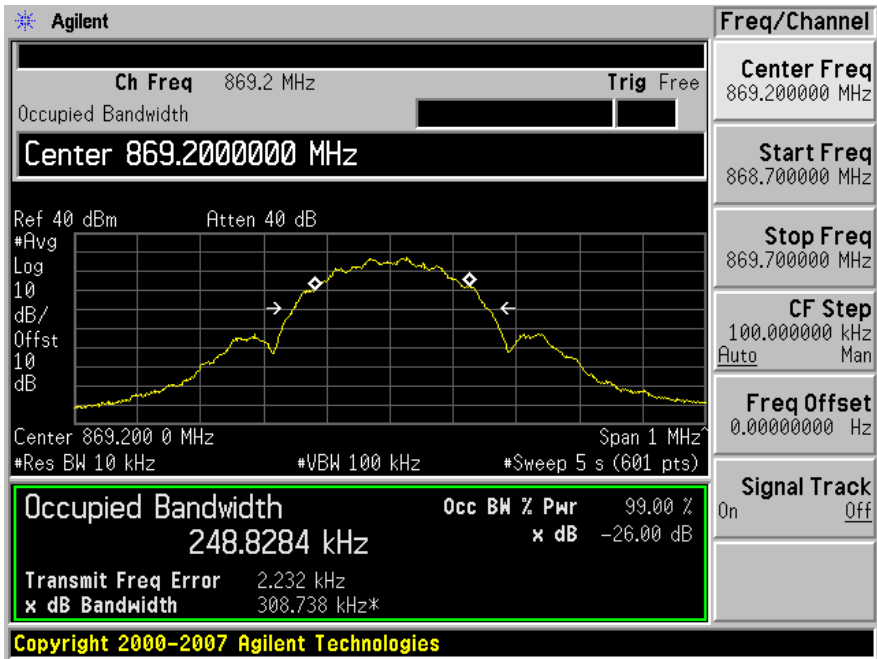 Agilent
Freq/Channel
Ch Freq 869.2 MHz Trig Free
Occupied Bandwidth
Center 869.2000000 MHz
Ref 40 dBm Atten 40 dB
#Avg
Log
10
dB/
Offst
10
dB
Center 869.200 0 MHz Span 1 MHz^
#Res BW 10 kHz #VBW 100 kHz #Sweep 5 s (601 pts)
Occupied Bandwidth
248.8284 kHz
Occ BW % Pwr 99.00 %
x dB -26.00 dB
Transmit Freq Error 2.232 kHz
x dB Bandwidth 308.738 kHz*
Copyright 2000-2007 Agilent Technologies
Center Freq
869.200000 MHz
Start Freq
868.700000 MHz
Stop Freq
869.700000 MHz
CF Step
100.000000 kHz
Auto Man
Freq Offset
0.00000000 Hz
Signal Track
On Off